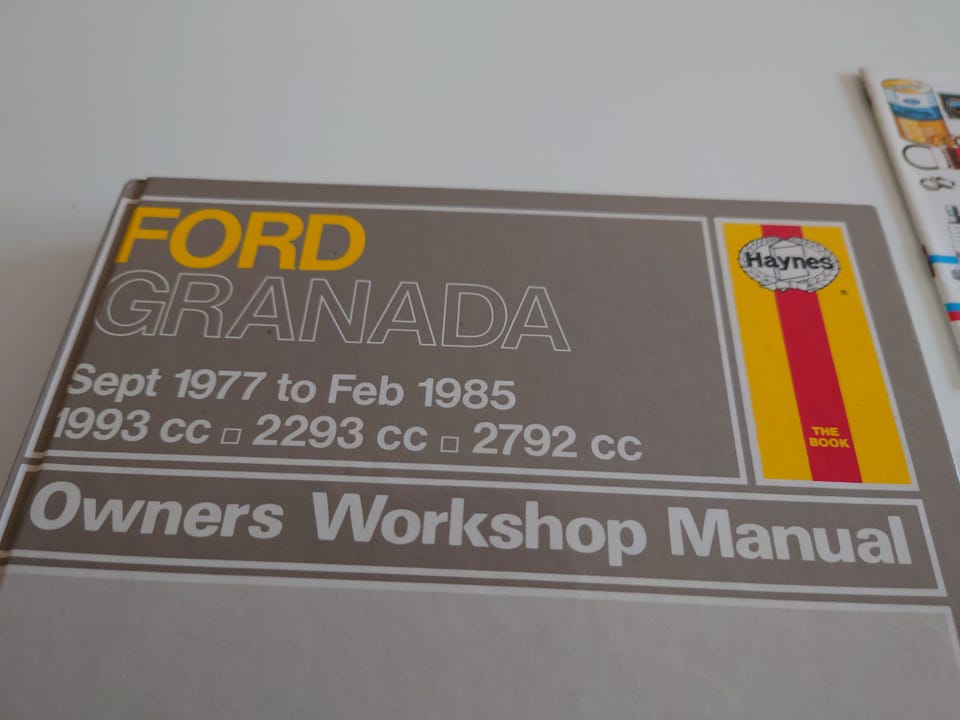 FORD
GRANADA
Sept 1977 to Feb 1985
1993 cc □ 2293 cc □ 2792 cc
Haynes
THE
BOOK
Owners Workshop Manual